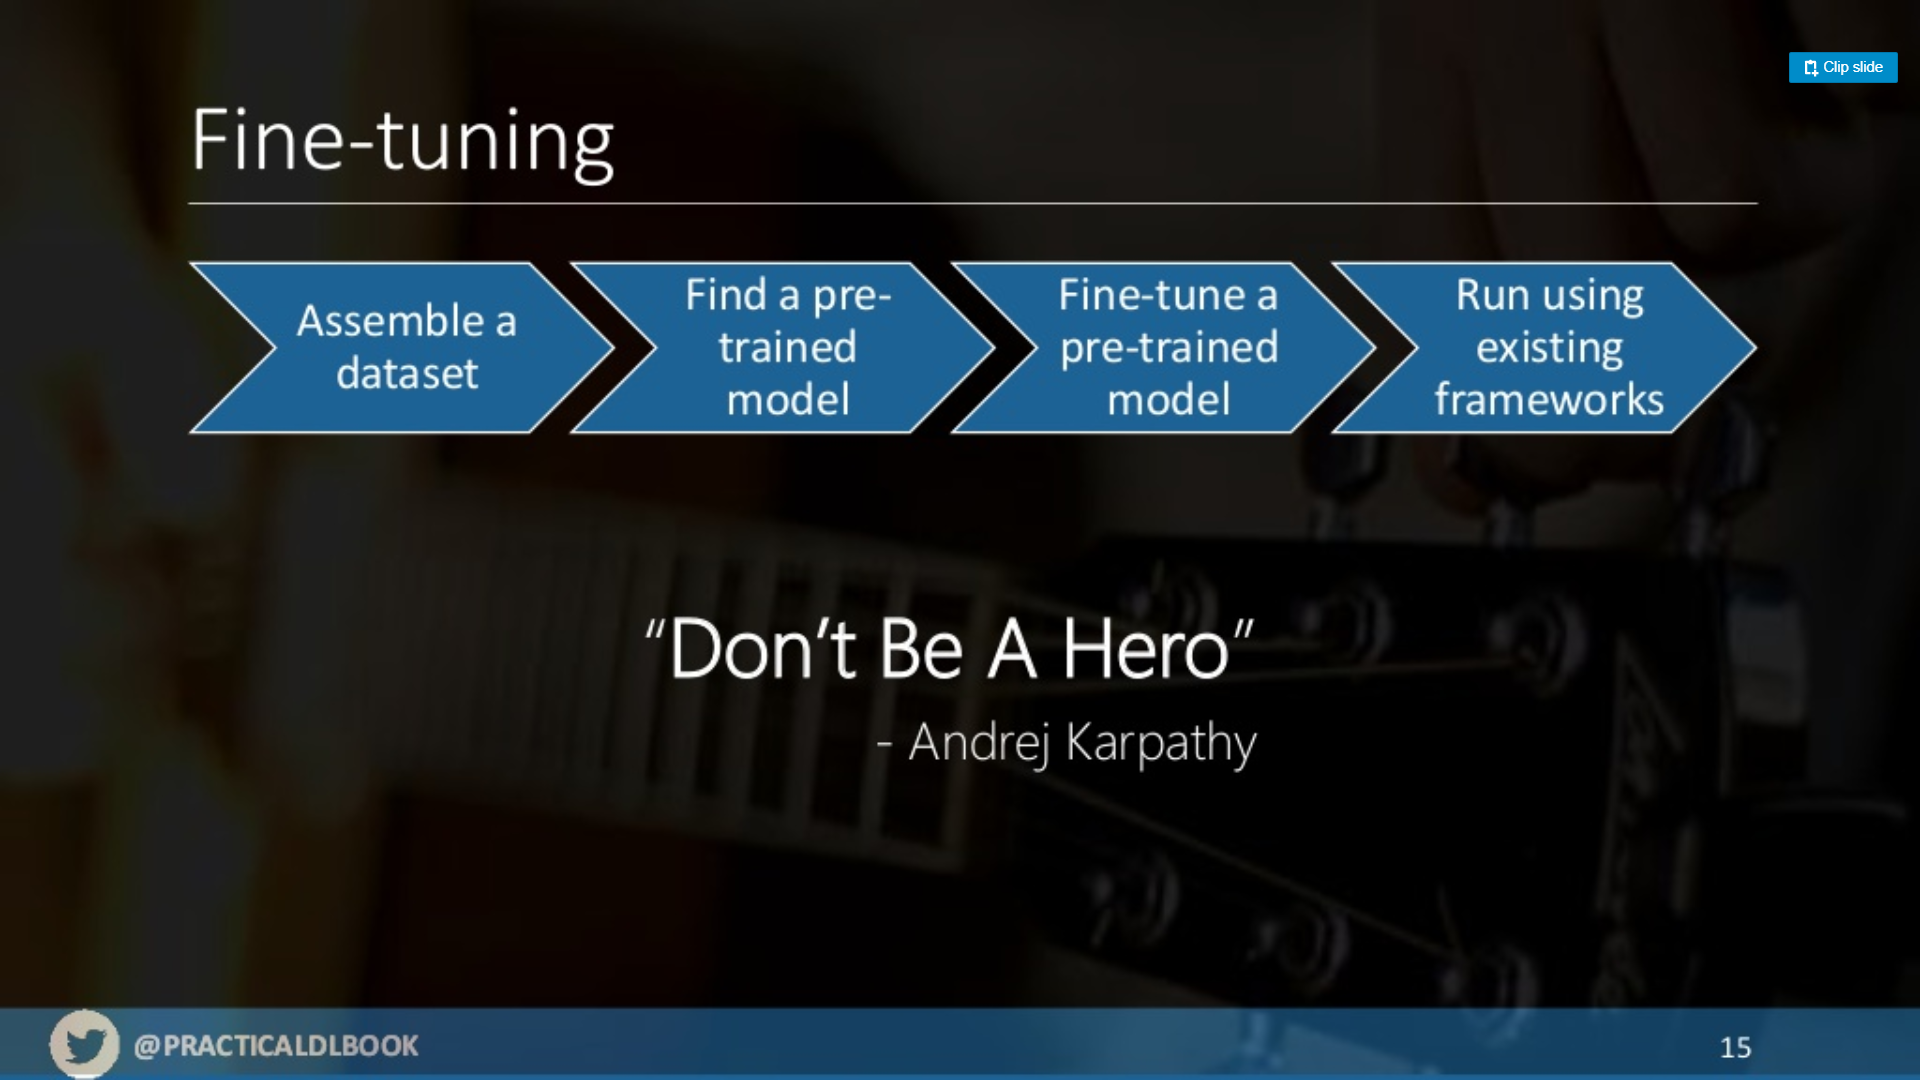 Clip slide
Fine-tuning
Assemble a
dataset
Find a pre-
trained
model
Fine-tune a
pre-trained
model
Run using
existing
frameworks
“Don’t Be A Hero”
- Andrej Karpathy
@PRACTICALDLBOOK
15